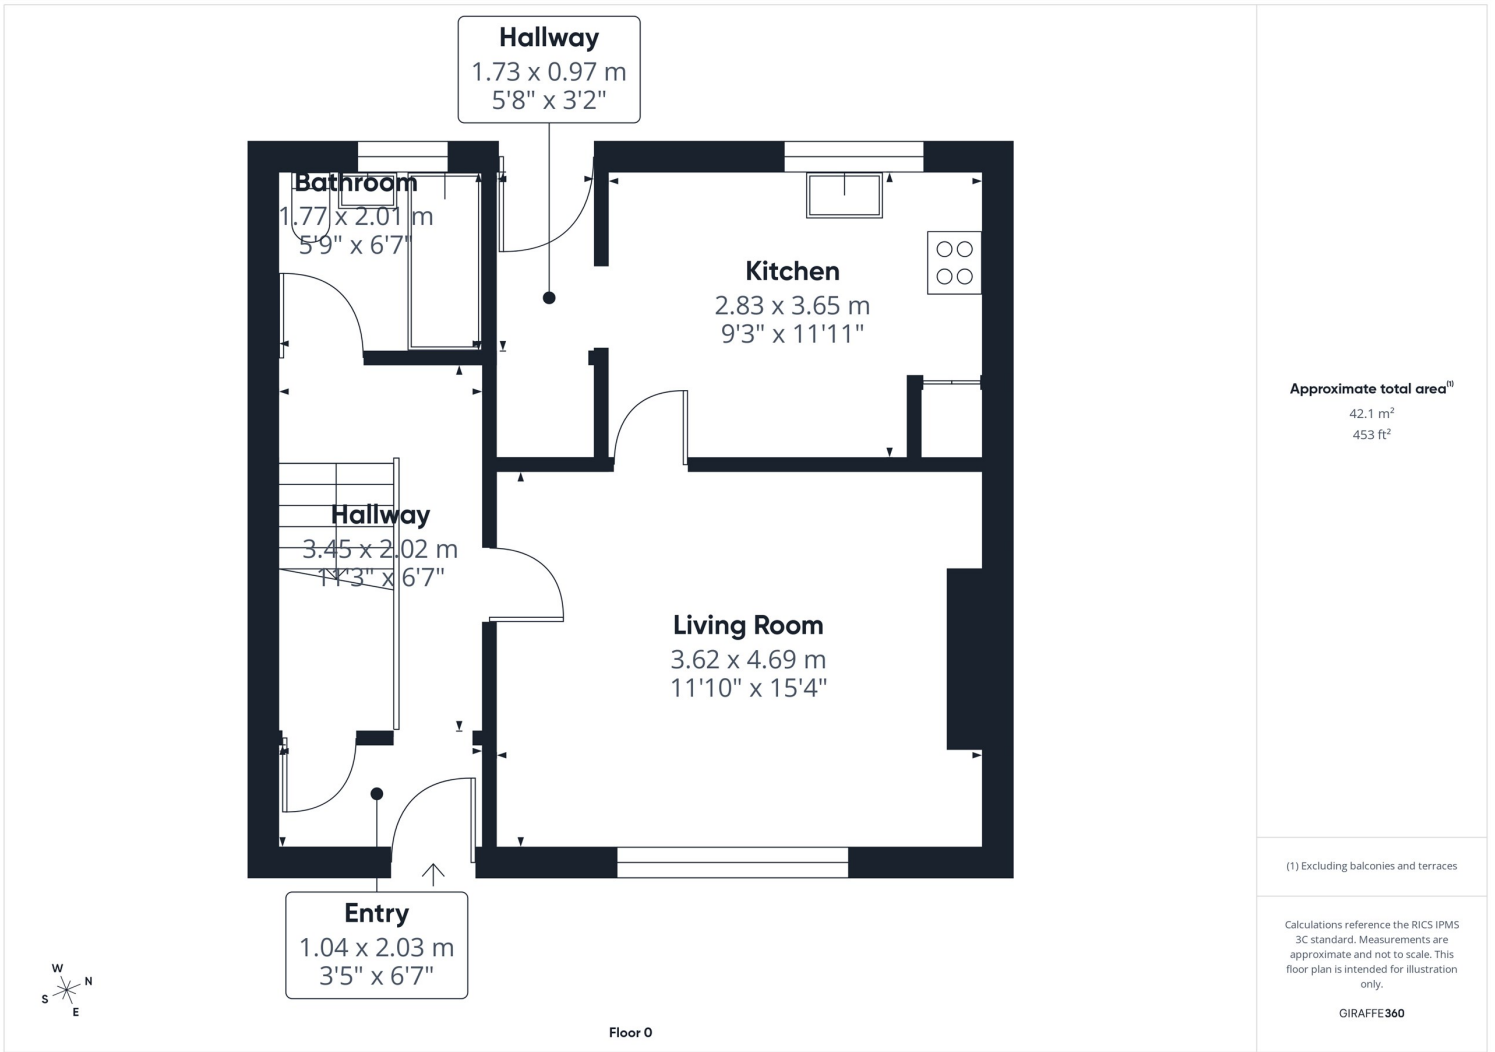 Hallway
1.73 x 0.97 m
5'8" x 3'2"
Bathroom
1.77 x 2.01 m
5'9" x 6'7"
Kitchen
2.83 x 3.65 m
9'3" x 11'11"
Hallway
3.45 x 2.02 m
11'3" x 6'7"
Living Room
3.62 x 4.69 m
11'10" x 15'4"
Entry
1.04 x 2.03 m
3'5" x 6'7"
W
N
S
E
Floor 0
Approximate total area(1)
42.1 m²
453 ft²
(1) Excluding balconies and terraces
Calculations reference the RICS IPMS
3C standard. Measurements are
approximate and not to scale. This
floor plan is intended for illustration
only.
GIRAFFE360